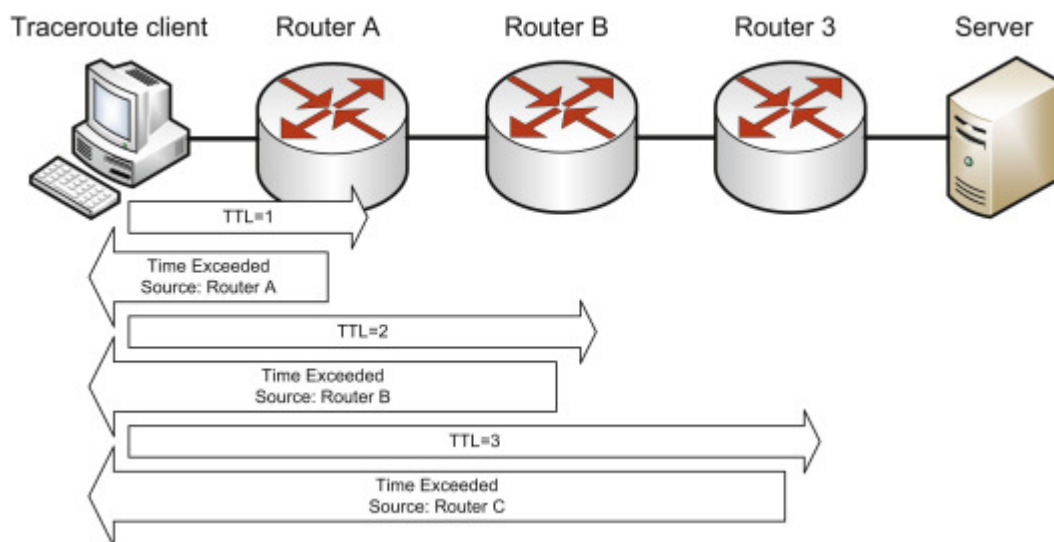 Traceroute client Router A Router B Router 3 Server
TTL=1
Time Exceeded
Source: Router A
TTL=2
Time Exceeded
Source: Router B
TTL=3
Time Exceeded
Source: Router C